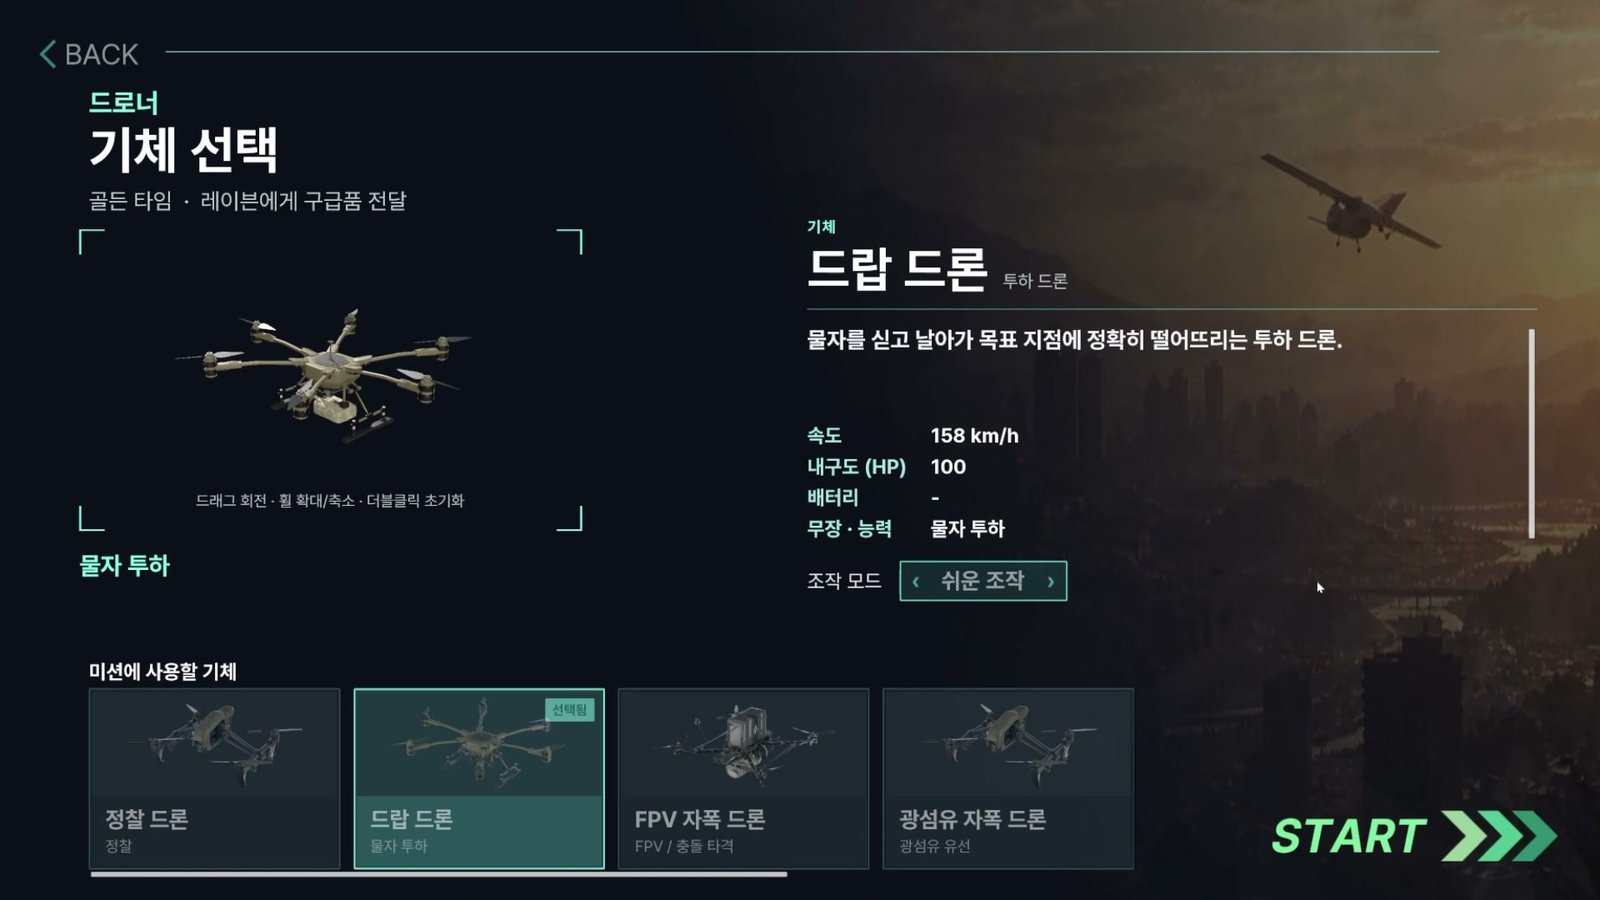 BACK
드로너
기체 선택
골든 타임 · 레이븐에게 구급품 전달
드래그 회전 · 휠 확대/축소 · 더블클릭 초기화
물자 투하
기체
드랍 드론 투하 드론
물자를 싣고 날아가 목표 지점에 정확히 떨어뜨리는 투하 드론.
속도 158 km/h
내구도 (HP) 100
배터리 -
무장 · 능력 물자 투하
조작 모드 ‹ 쉬운 조작 ›
미션에 사용할 기체
정찰 드론
정찰
선택됨
드랍 드론
물자 투하
FPV 자폭 드론
FPV / 충돌 타격
광섬유 자폭 드론
광섬유 유선
START